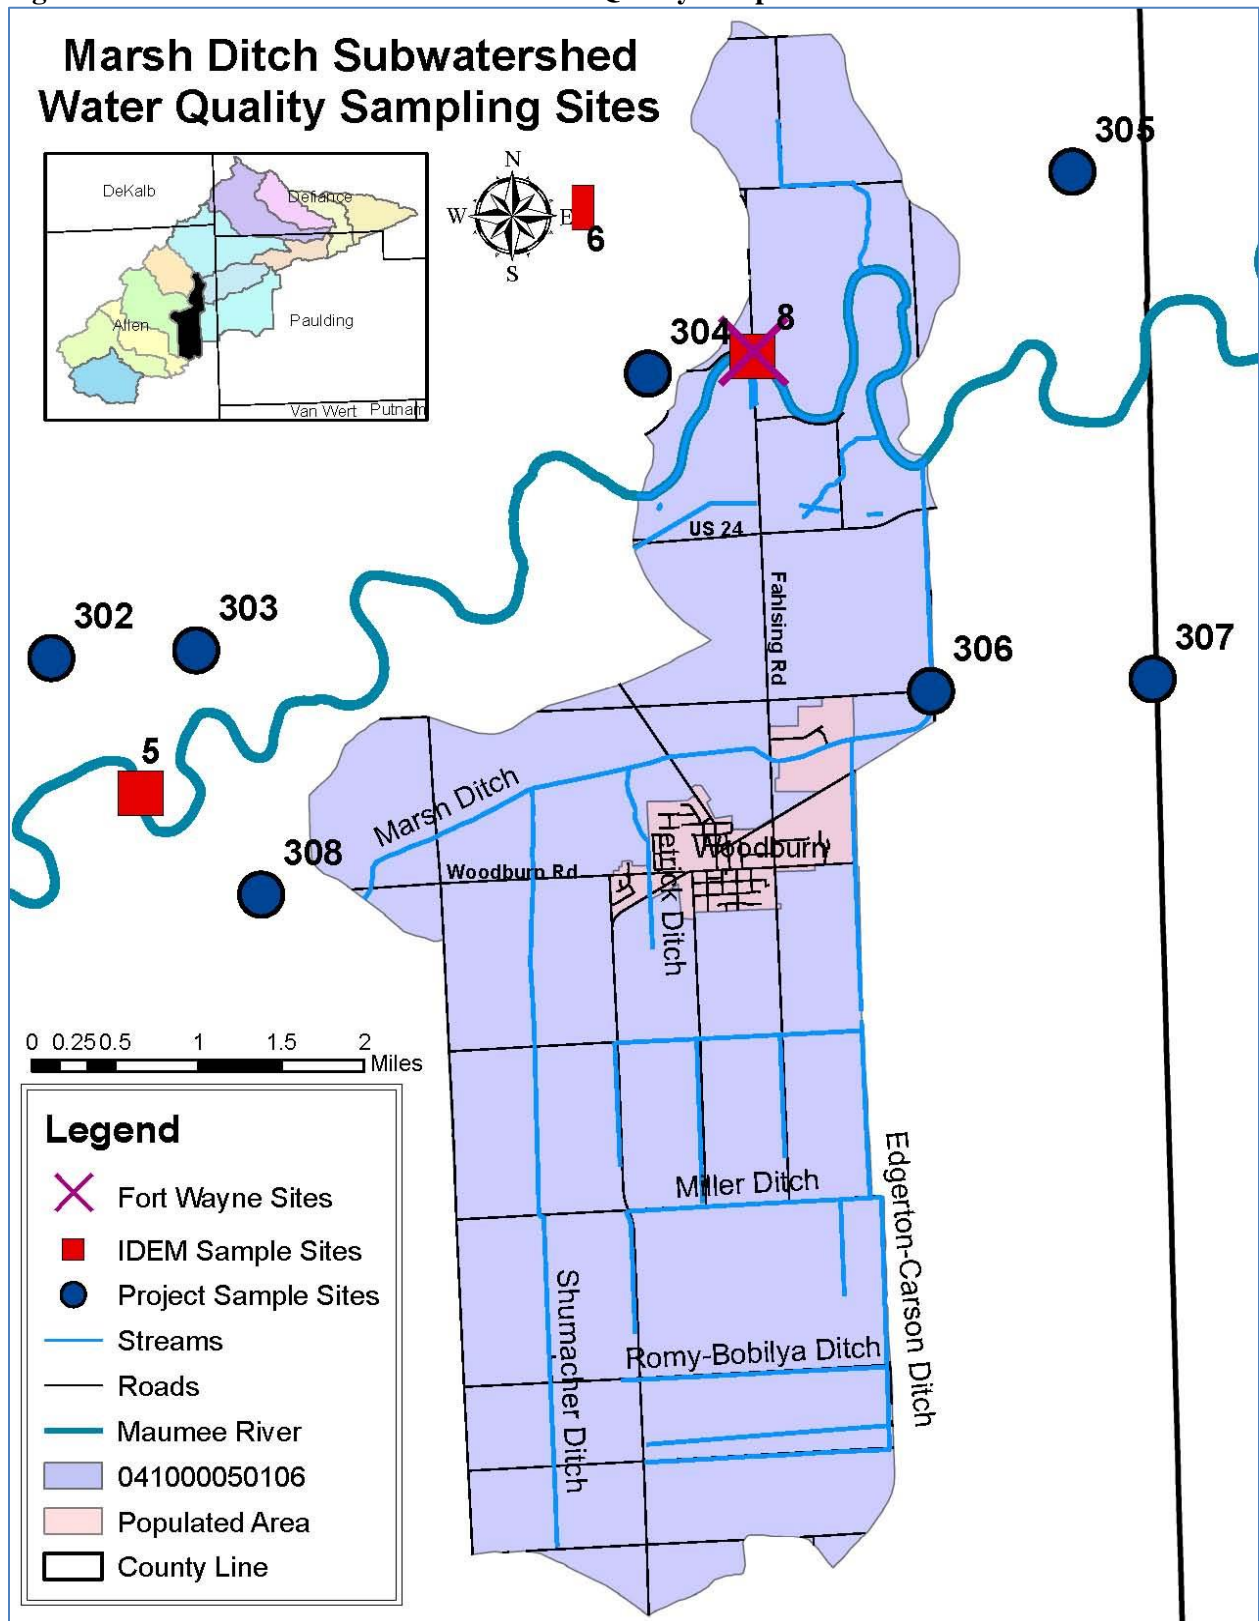 Marsh Ditch Subwatershed
Water Quality Sampling Sites
DeKalb
Defiance
Allen
Paulding
Van Wert
Putnam
N
W
E
S
6
305
304
8
US 24
Fahlsing Rd
302
303
306
307
5
308
Marsh Ditch
Woodburn Rd
Hetrick Ditch
Woodburn
0 0.25 0.5 1 1.5 2
Miles
Miller Ditch
Edgerton-Carson Ditch
Shumacher Ditch
Romy-Bobilya Ditch
Legend
Fort Wayne Sites
IDEM Sample Sites
Project Sample Sites
Streams
Roads
Maumee River
041000050106
Populated Area
County Line